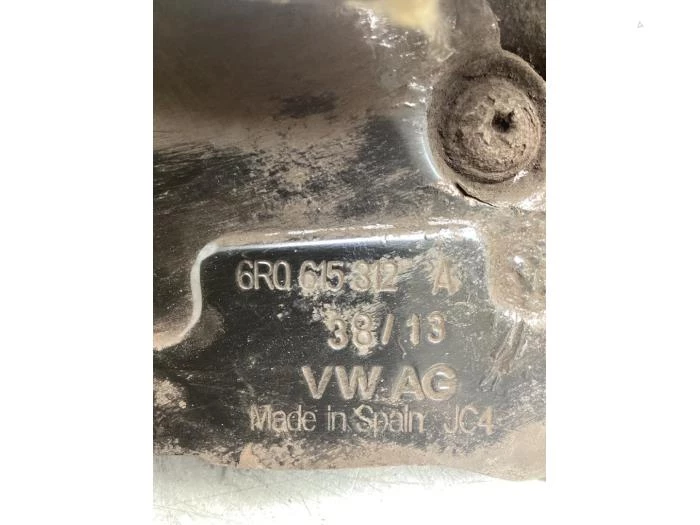 6R0 615 312 A
38/13
VW AG
Made in Spain JC4